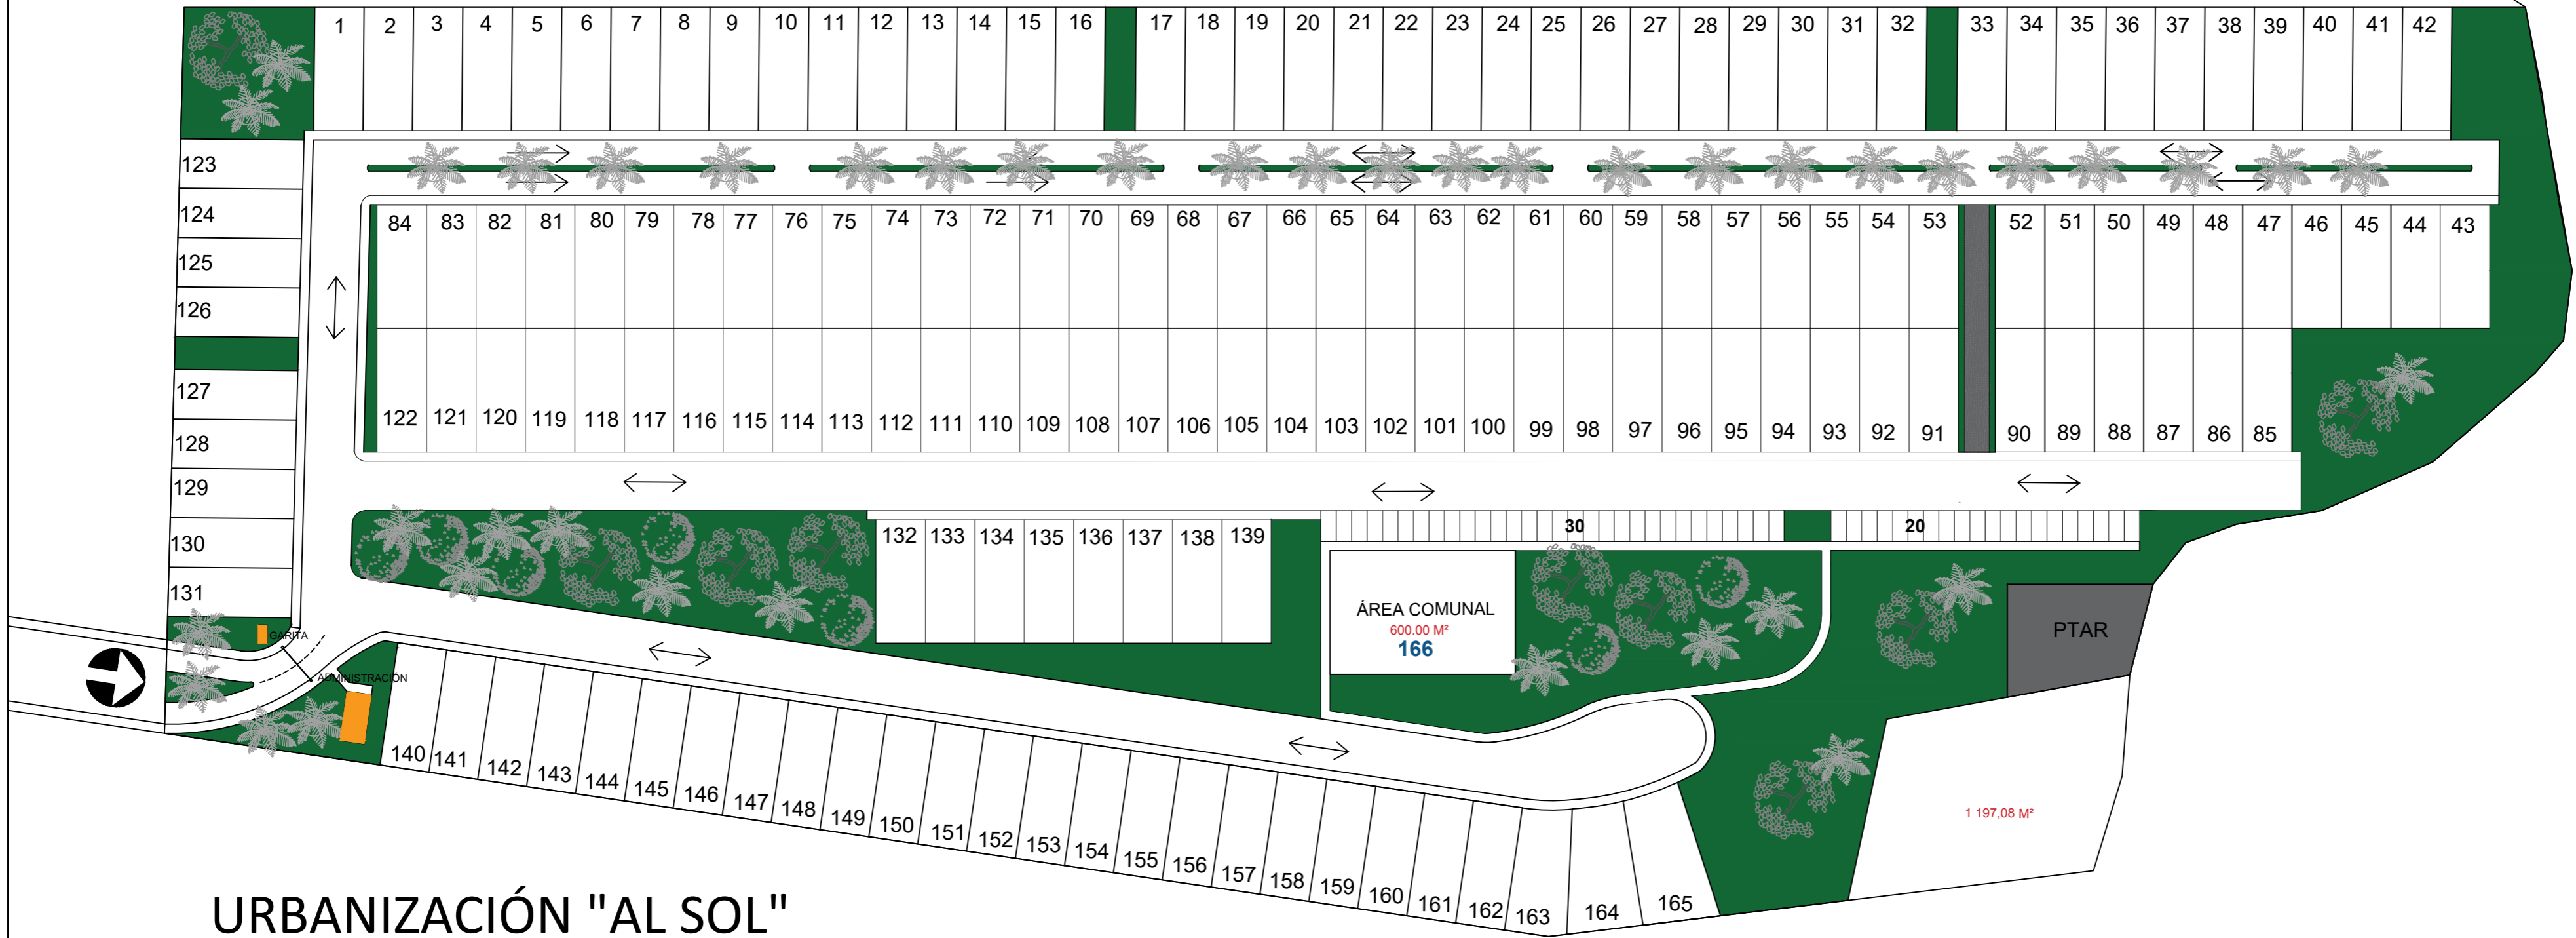 1 2 3 4 5 6 7 8 9 10 11 12 13 14 15 16 17 18 19 20 21 22 23 24 25 26 27 28 29 30 31 32 33 34 35 36 37 38 39 40 41 42
123
124
125
126
127
128
129
130
131
84 83 82 81 80 79 78 77 76 75 74 73 72 71 70 69 68 67 66 65 64 63 62 61 60 59 58 57 56 55 54 53 52 51 50 49 48 47 46 45 44 43
122 121 120 119 118 117 116 115 114 113 112 111 110 109 108 107 106 105 104 103 102 101 100 99 98 97 96 95 94 93 92 91 90 89 88 87 86 85
132 133 134 135 136 137 138 139
30 20
ÁREA COMUNAL
600.00 M²
166
PTAR
GARITA
ADMINISTRACIÓN
140 141 142 143 144 145 146 147 148 149 150 151 152 153 154 155 156 157 158 159 160 161 162 163 164 165
1 197,08 M²
URBANIZACIÓN "AL SOL"